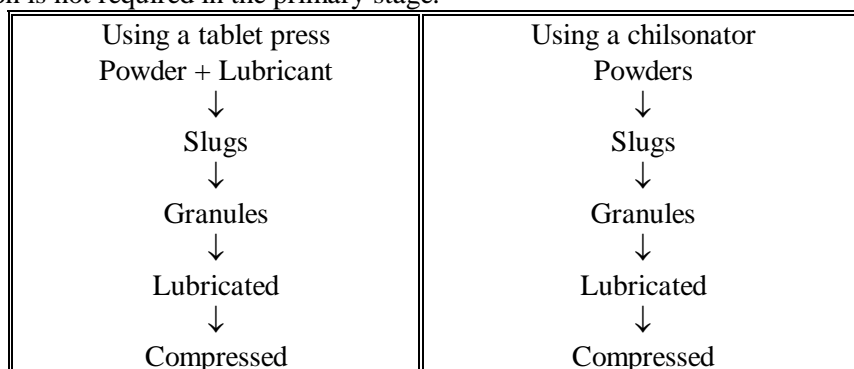 on is not required in the primary stage.
Using a tablet press
Powder + Lubricant
↓
Slugs
↓
Granules
↓
Lubricated
↓
Compressed
Using a chilsonator
Powders
↓
Slugs
↓
Granules
↓
Lubricated
↓
Compressed